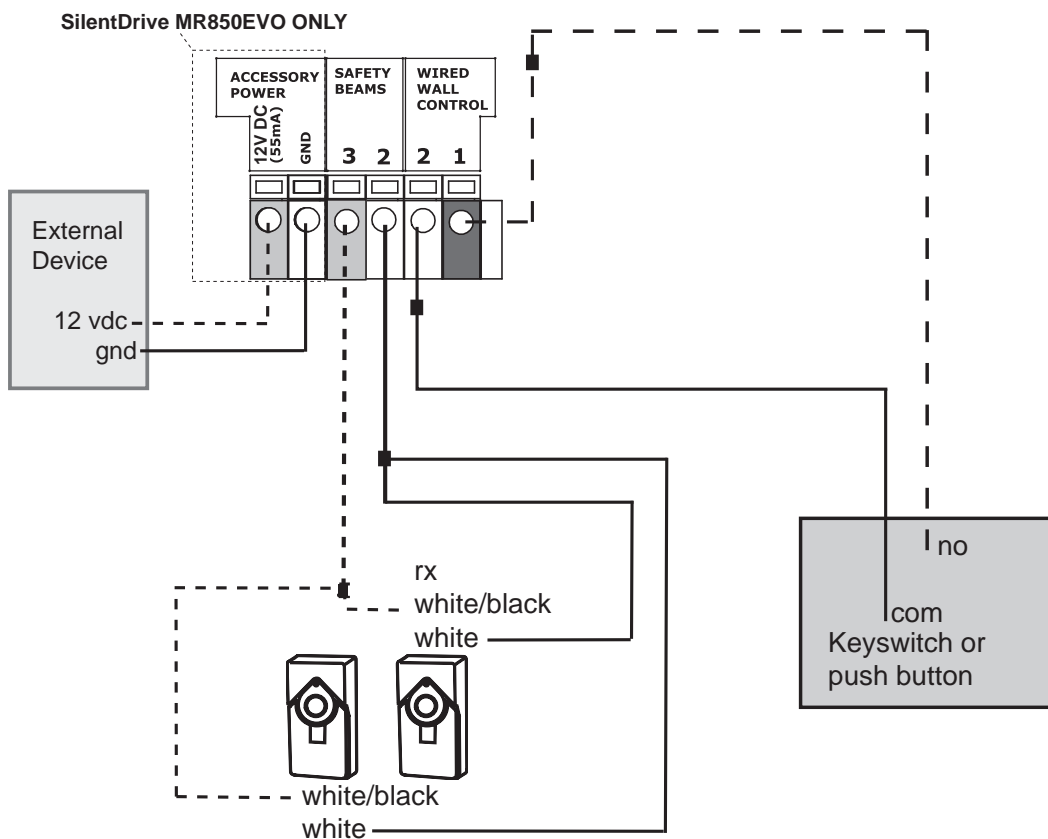 SilentDrive MR850EVO ONLY
ACCESSORY
POWER
SAFETY
BEAMS
WIRED
WALL
CONTROL
12V DC
(55mA)
GND
3
2
2
1
External
Device
12 vdc
gnd
rx
white/black
white
no
com
Keyswitch or
push button
white/black
white